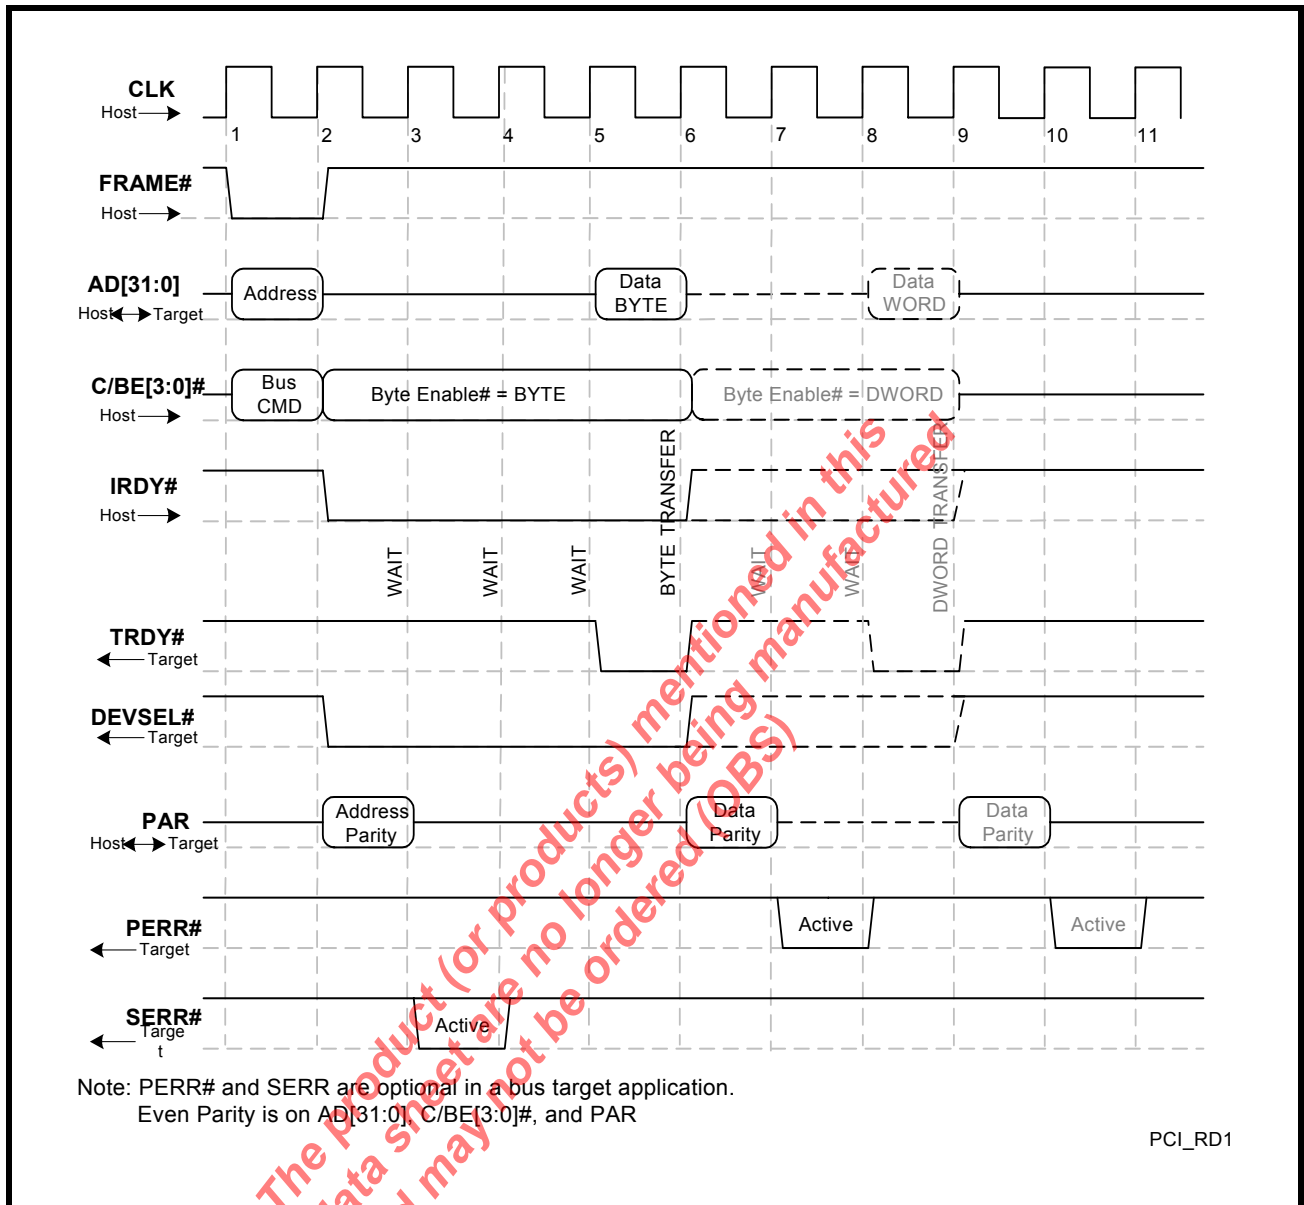 CLK
Host
1 2 3 4 5 6 7 8 9 10 11
FRAME#
Host
AD[31:0]
Host Target
Address
Data
BYTE
Data
WORD
C/BE[3:0]#
Host
Bus
CMD
Byte Enable# = BYTE
Byte Enable# = DWORD
IRDY#
Host
WAIT
WAIT
WAIT
BYTE TRANSFER
WAIT
WAIT
DWORD TRANSFER
TRDY#
Target
DEVSEL#
Target
PAR
Host Target
Address
Parity
Data
Parity
Data
Parity
PERR#
Target
Active
Active
SERR#
Targe
t
Active
Note: PERR# and SERR are optional in a bus target application.
Even Parity is on AD[31:0], C/BE[3:0]#, and PAR
PCI_RD1
The product (or products) mentioned in this
data sheet are no longer being manufactured
d may not be ordered (OBS)